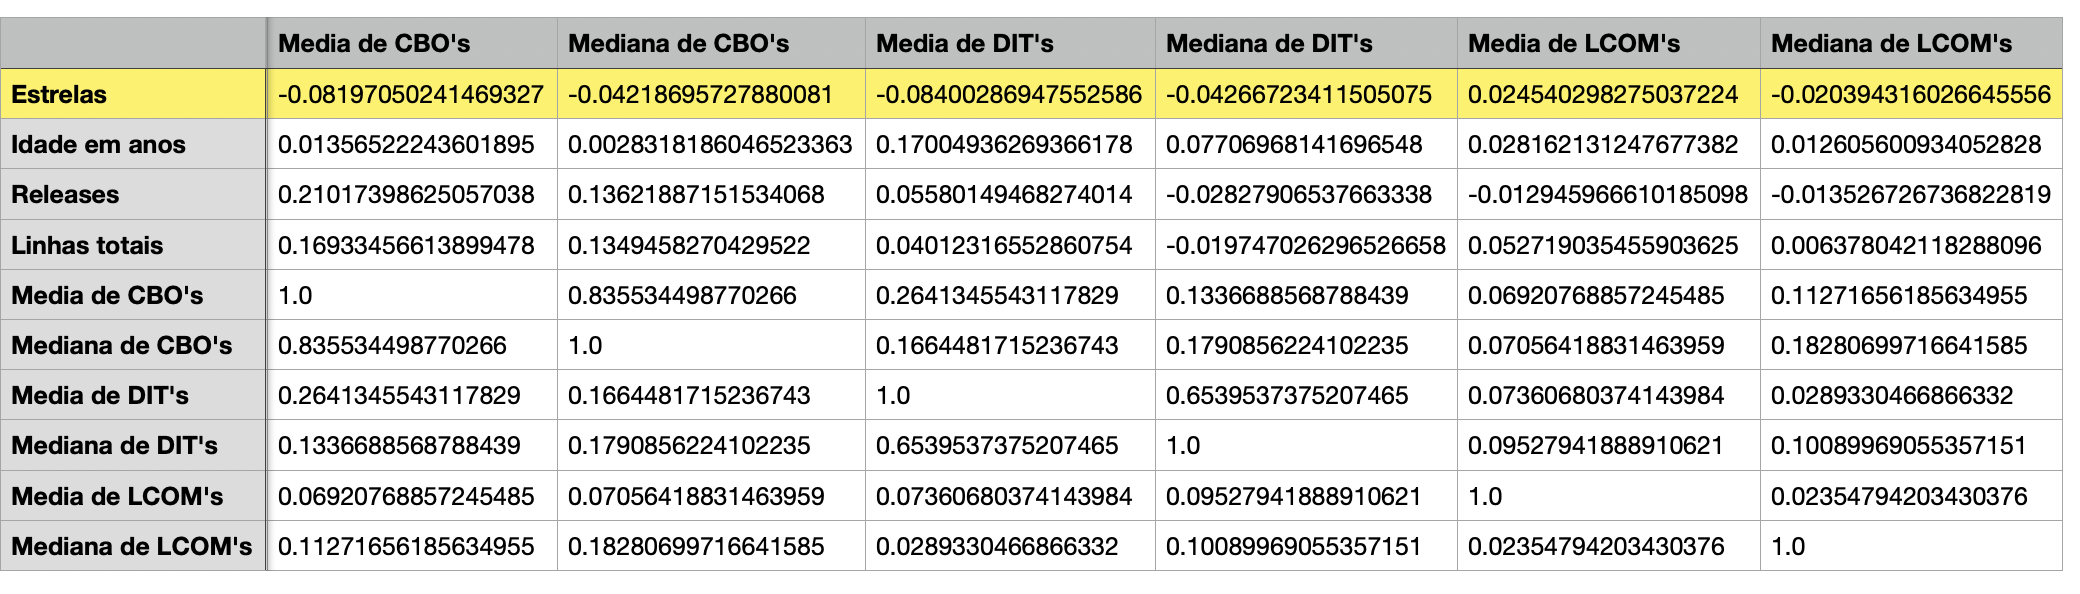 Media de CBO's Mediana de CBO's Media de DIT's Mediana de DIT's Media de LCOM's Mediana de LCOM's
Estrelas -0.08197050241469327 -0.04218695727880081 -0.08400286947552586 -0.04266723411505075 0.024540298275037224 -0.020394316026645556
Idade em anos 0.01356522243601895 0.0028318186046523363 0.17004936269366178 0.07706968141696548 0.028162131247677382 0.012605600934052828
Releases 0.21017398625057038 0.13621887151534068 0.05580149468274014 -0.02827906537663338 -0.012945966610185098 -0.013526726736822819
Linhas totais 0.16933456613899478 0.1349458270429522 0.04012316552860754 -0.019747026296526658 0.052719035455903625 0.006378042118288096
Media de CBO's 1.0 0.835534498770266 0.2641345543117829 0.1336688568788439 0.06920768857245485 0.11271656185634955
Mediana de CBO's 0.835534498770266 1.0 0.1664481715236743 0.1790856224102235 0.07056418831463959 0.18280699716641585
Media de DIT's 0.2641345543117829 0.1664481715236743 1.0 0.6539537375207465 0.07360680374143984 0.0289330466866332
Mediana de DIT's 0.1336688568788439 0.1790856224102235 0.6539537375207465 1.0 0.09527941888910621 0.10089969055357151
Media de LCOM's 0.06920768857245485 0.07056418831463959 0.07360680374143984 0.09527941888910621 1.0 0.02354794203430376
Mediana de LCOM's 0.11271656185634955 0.18280699716641585 0.0289330466866332 0.10089969055357151 0.02354794203430376 1.0